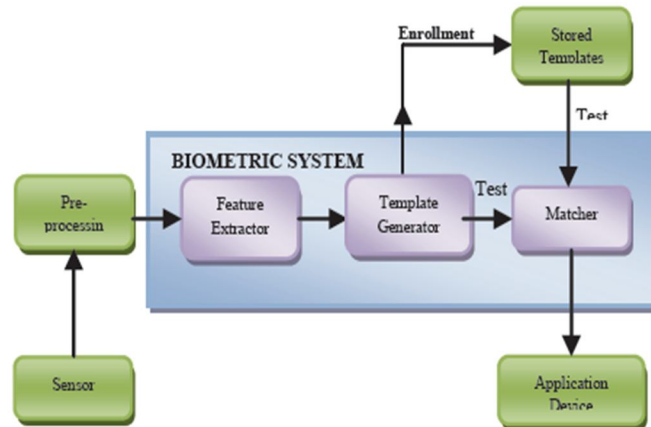 Enrollment
Stored
Templates
Test
BIOMETRIC SYSTEM
Pre-
processin
Feature
Extractor
Template
Generator
Test
Matcher
Sensor
Application
Device